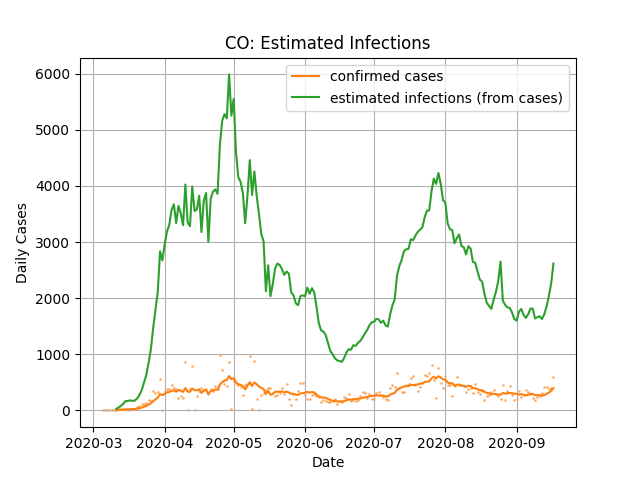 CO: Estimated Infections
confirmed cases
estimated infections (from cases)
6000
5000
4000
3000
2000
1000
0
Daily Cases
2020-03 2020-04 2020-05 2020-06 2020-07 2020-08 2020-09
Date